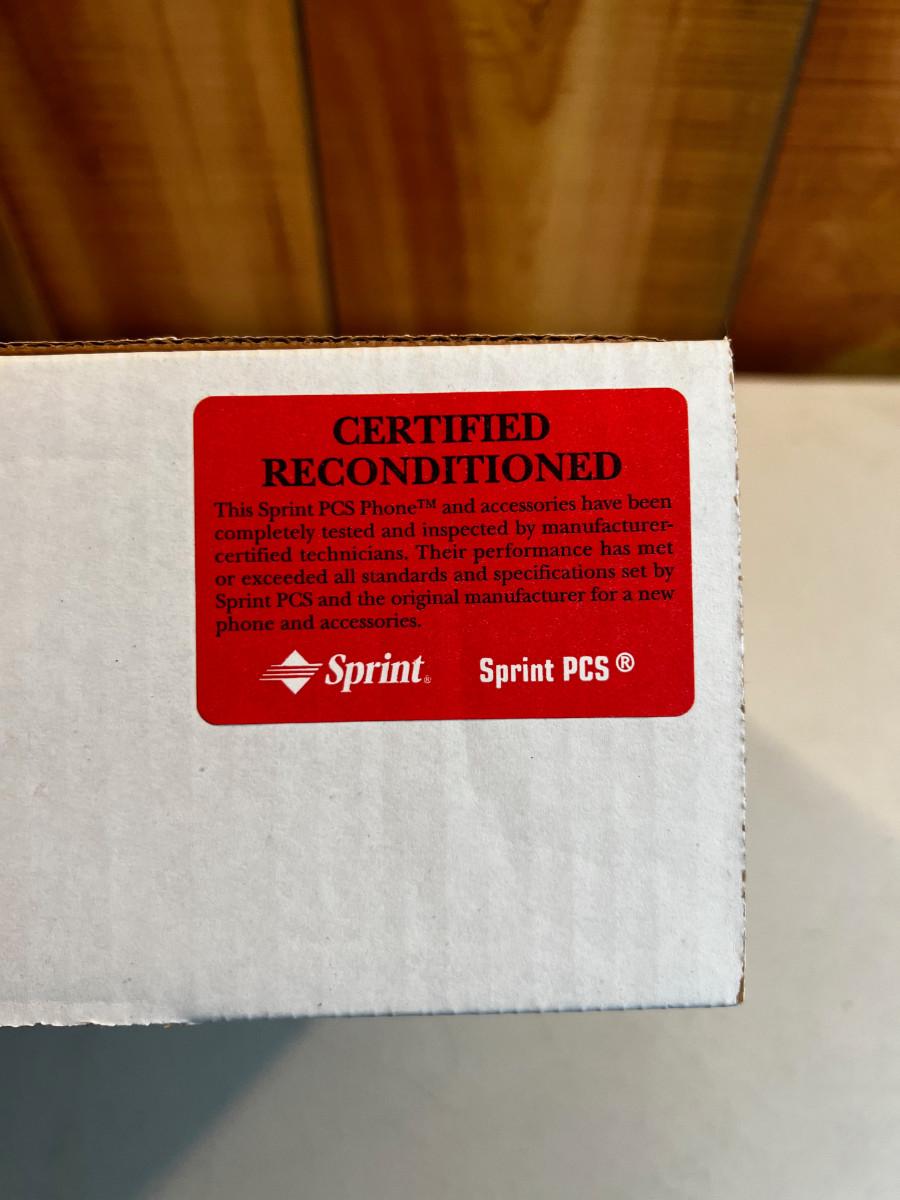 CERTIFIED
RECONDITIONED
This Sprint PCS Phone™ and accessories have been
completely tested and inspected by manufacturer-
certified technicians. Their performance has met
or exceeded all standards and specifications set by
Sprint PCS and the original manufacturer for a new
phone and accessories.
Sprint® Sprint PCS®